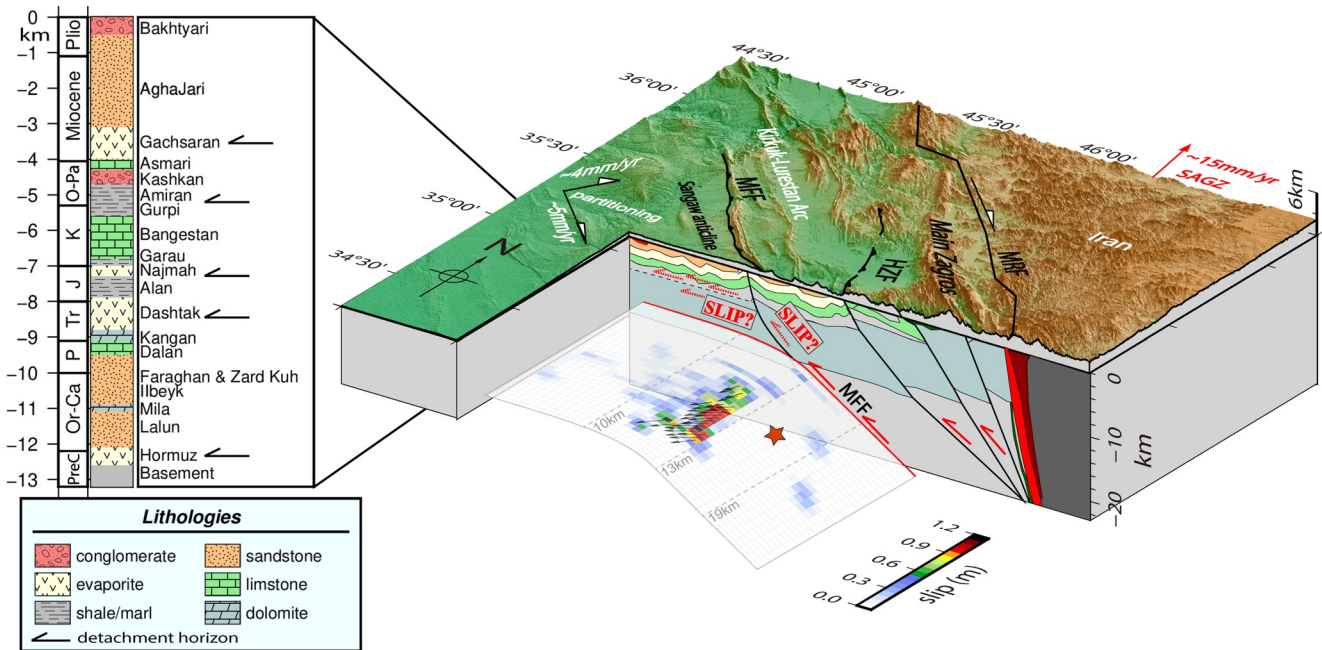 0
km
−1
−2
−3
−4
−5
−6
−7
−8
−9
−10
−11
−12
−13
Plio
Miocene
O-Pa
K
J
Tr
P
Or-Ca
PreC
Bakhtyari
AghaJari
Gachsaran
Asmari
Kashkan
Amiran
Gurpi
Bangestan
Garau
Najmah
Alan
Dashtak
Kangan
Dalan
Faraghan & Zard Kuh
Ilbeyk
Mila
Lalun
Hormuz
Basement
Lithologies
conglomerate
sandstone
evaporite
limstone
shale/marl
dolomite
detachment horizon
44°30'
36°00'
45°00'
35°30'
45°30'
46°00'
35°00'
34°30'
~15mm/yr
SAGZ
6km
~4mm/yr
partitioning
~5mm/yr
N
Sangaw anticline
MFF
Kirkuk-Lurestan Arc
HZF
Main Zagros
MRF
Iran
SLIP?
SLIP?
MFF
10km
13km
19km
0
−10
−20
km
0.0
0.3
0.6
0.9
1.2
slip (m)